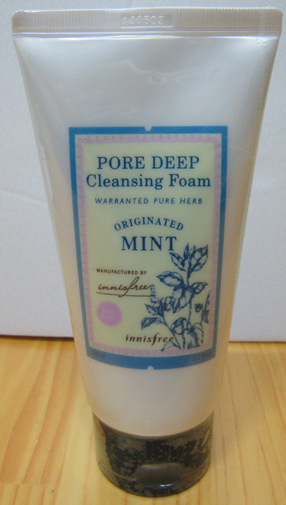 PORE DEEP
Cleansing Foam
WARRANTED PURE HERB
ORIGINATED
MINT
MANUFACTURED BY
innisfree
innisfree